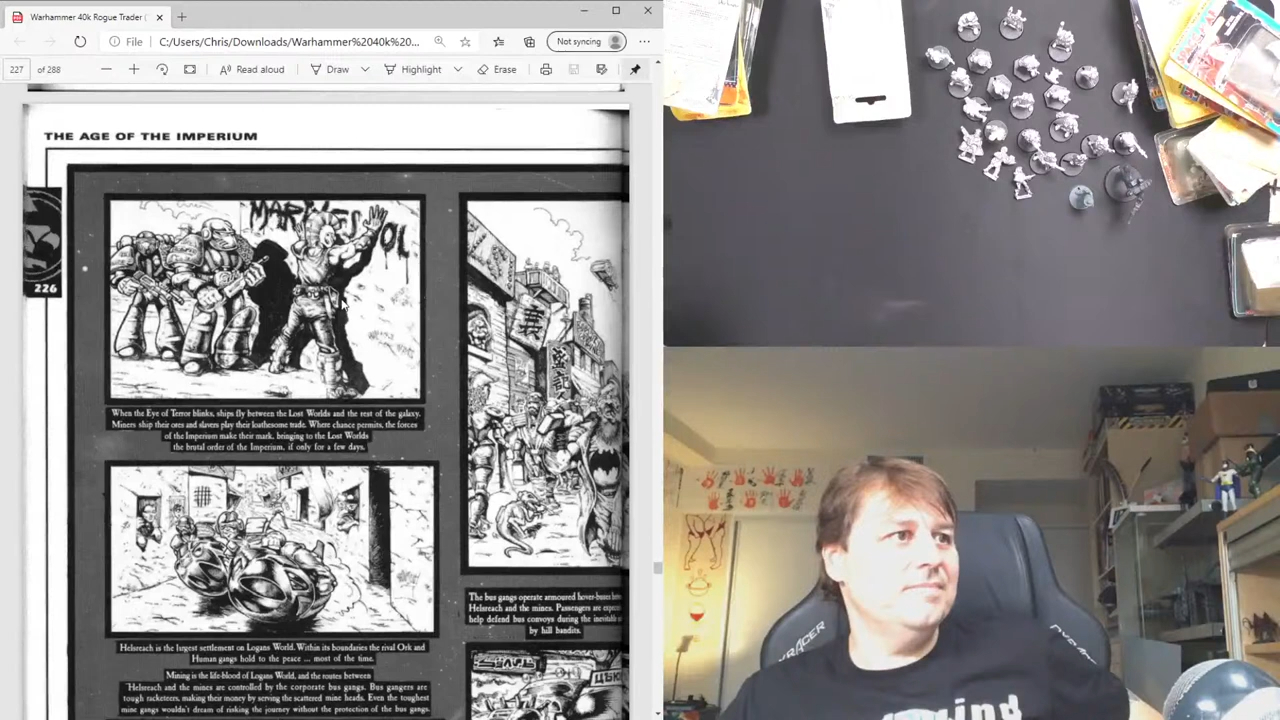 Warmhammer 40k Rogue Trader (
File
C:/Users/Chris/Downloads/Warhammer%2040k%20...
Not syncing
227 of 288
Read aloud
Draw
Highlight
Erase
THE AGE OF THE IMPERIUM
226
MARINES
When the Eye of Terror blinks, ships fly between the Lost Worlds and the rest of the galaxy.
Miners ship their ores and slavers play their loathesome trade. Where chance permits, the forces
of the Imperium make their mark, bringing to the Lost Worlds
the brutal order of the Imperium, if only for a few days.
Helsreach is the largest settlement on Logans World. Within its boundaries the rival Ork and
Human gangs hold to the peace ... most of the time.
Mining is the life-blood of Logans World, and the routes between
Helsreach and the mines are controlled by the corporate bus gangs. Bus gangers are
tough racketeers, making their money by serving the scattered mine heads. Even the toughest
mine gangs wouldn't dream of risking the journey without the protection of the bus gangs.
The bus gangs operate armoured hover-buses
Helsreach and the mines. Passengers are
help defend bus convoys during the
by hill bandits.